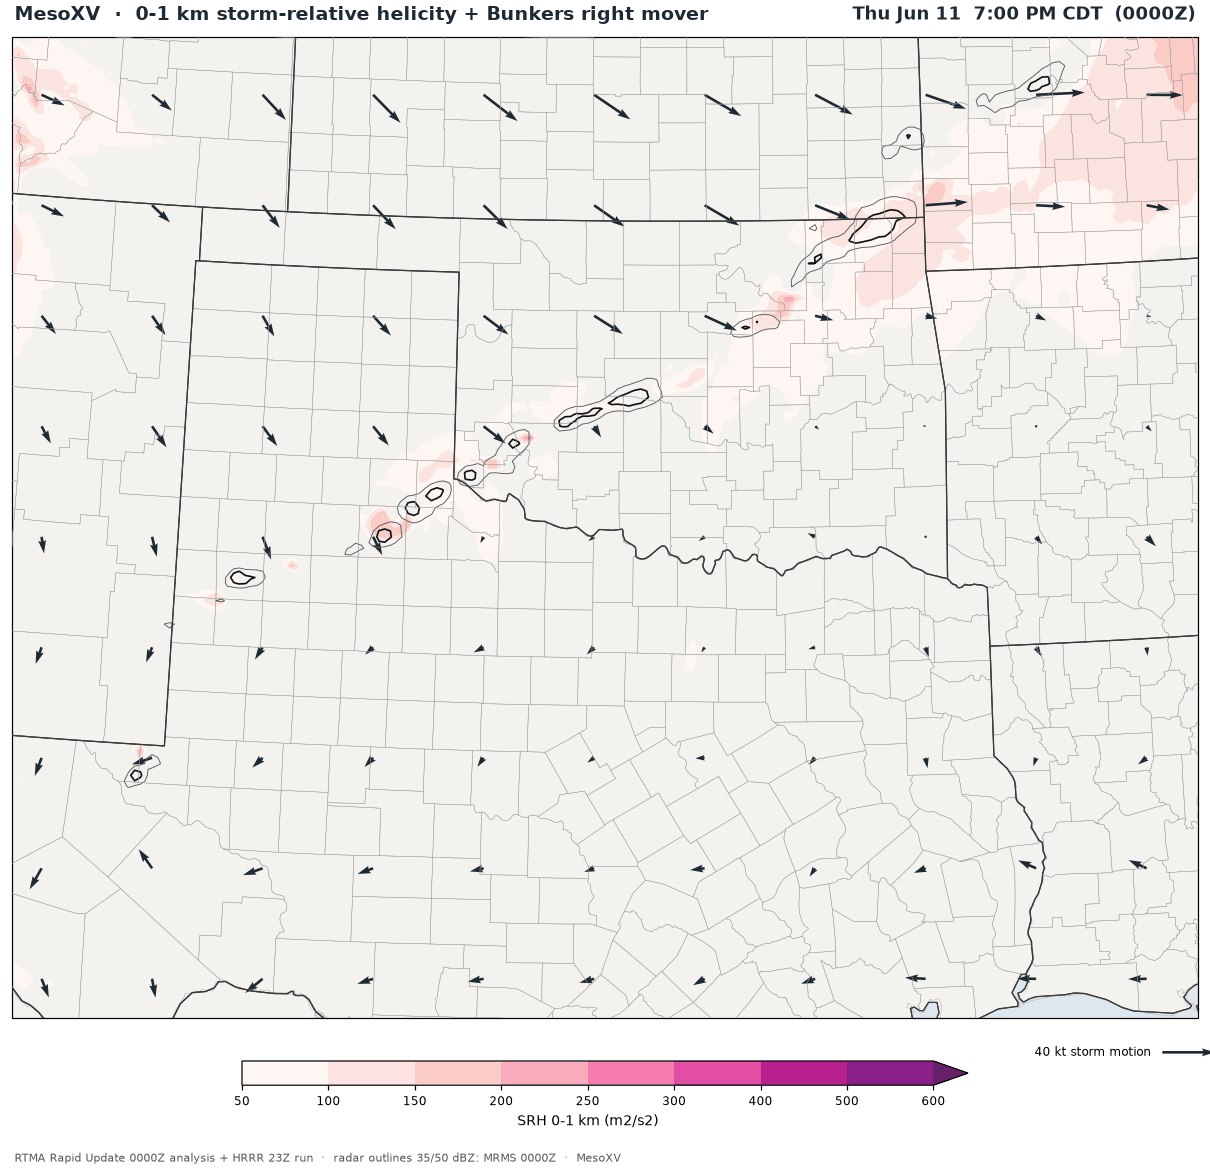 MesoXV · 0-1 km storm-relative helicity + Bunkers right mover
Thu Jun 11 7:00 PM CDT (0000Z)
40 kt storm motion
50 100 150 200 250 300 400 500 600
SRH 0-1 km (m2/s2)
RTMA Rapid Update 0000Z analysis + HRRR 23Z run · radar outlines 35/50 dBZ: MRMS 0000Z · MesoXV